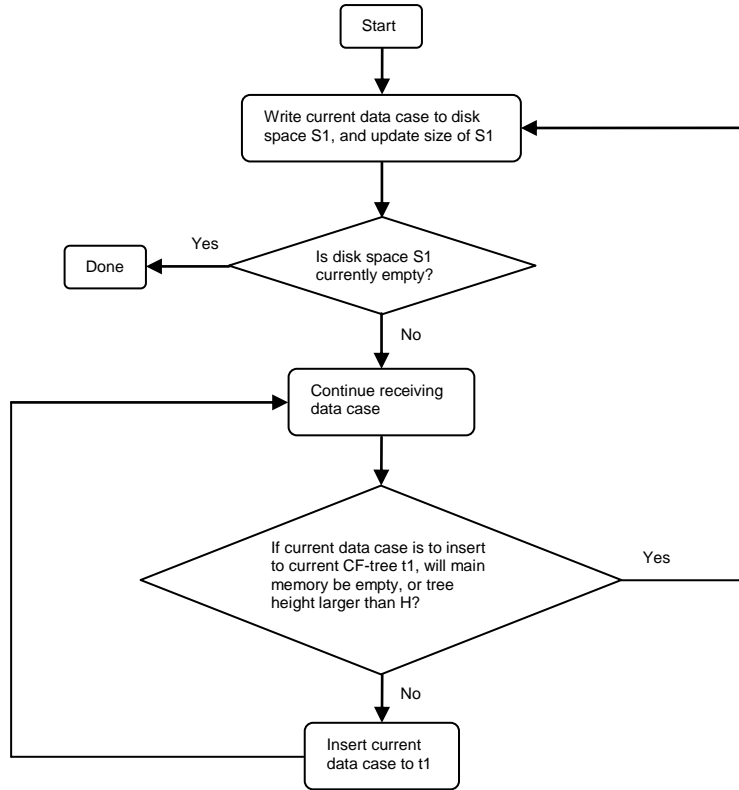 Start
Write current data case to disk
space S1, and update size of S1
Yes
Done
Is disk space S1
currently empty?
No
Continue receiving
data case
If current data case is to insert
to current CF-tree t1, will main
memory be empty, or tree
height larger than H?
Yes
No
Insert current
data case to t1